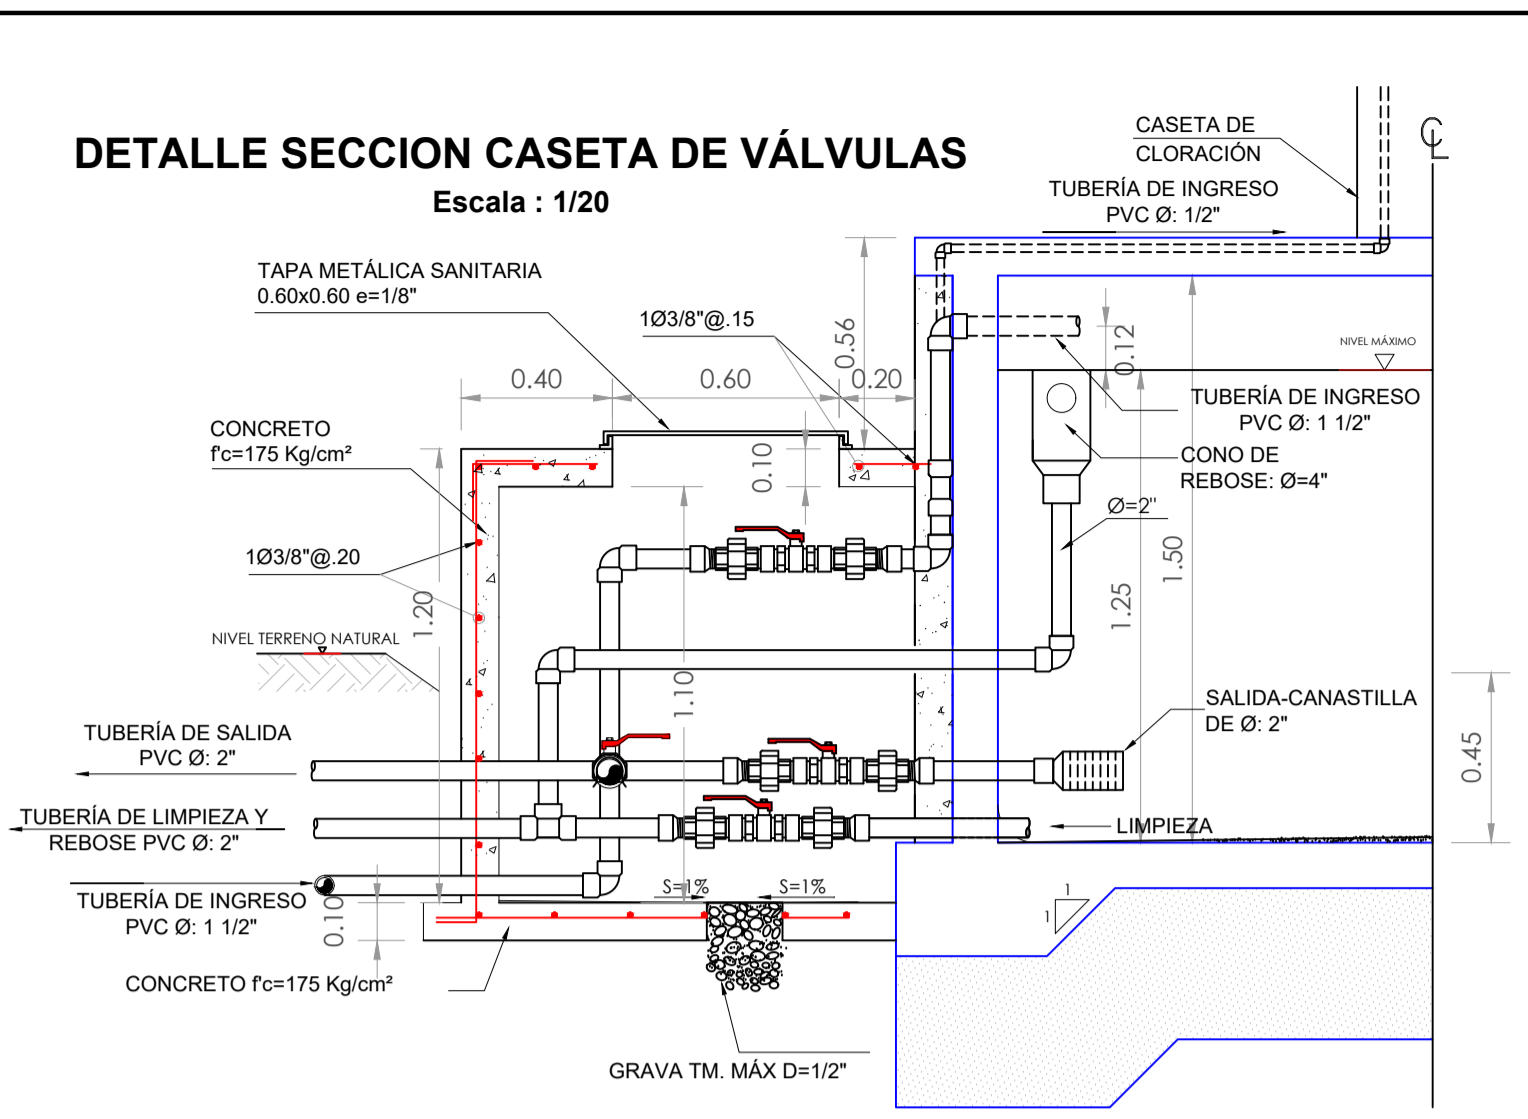 DETALLE SECCION CASETA DE VÁLVULAS
Escala : 1/20
CASETA DE
CLORACIÓN
TUBERÍA DE INGRESO
PVC Ø: 1/2"
℄
TAPA METÁLICA SANITARIA
0.60x0.60 e=1/8"
1Ø3/8"@.15
0.56
0.12
NIVEL MÁXIMO
0.40
0.60
0.20
TUBERÍA DE INGRESO
PVC Ø: 1 1/2"
CONCRETO
f'c=175 Kg/cm²
0.10
CONO DE
REBOSE: Ø=4"
Ø=2"
1Ø3/8"@.20
1.20
1.50
1.25
NIVEL TERRENO NATURAL
1.10
SALIDA-CANASTILLA
DE Ø: 2"
TUBERÍA DE SALIDA
PVC Ø: 2"
0.45
TUBERÍA DE LIMPIEZA Y
REBOSE PVC Ø: 2"
LIMPIEZA
TUBERÍA DE INGRESO
PVC Ø: 1 1/2"
0.10
S=1%
S=1%
1
1
CONCRETO f'c=175 Kg/cm²
GRAVA TM. MÁX D=1/2"